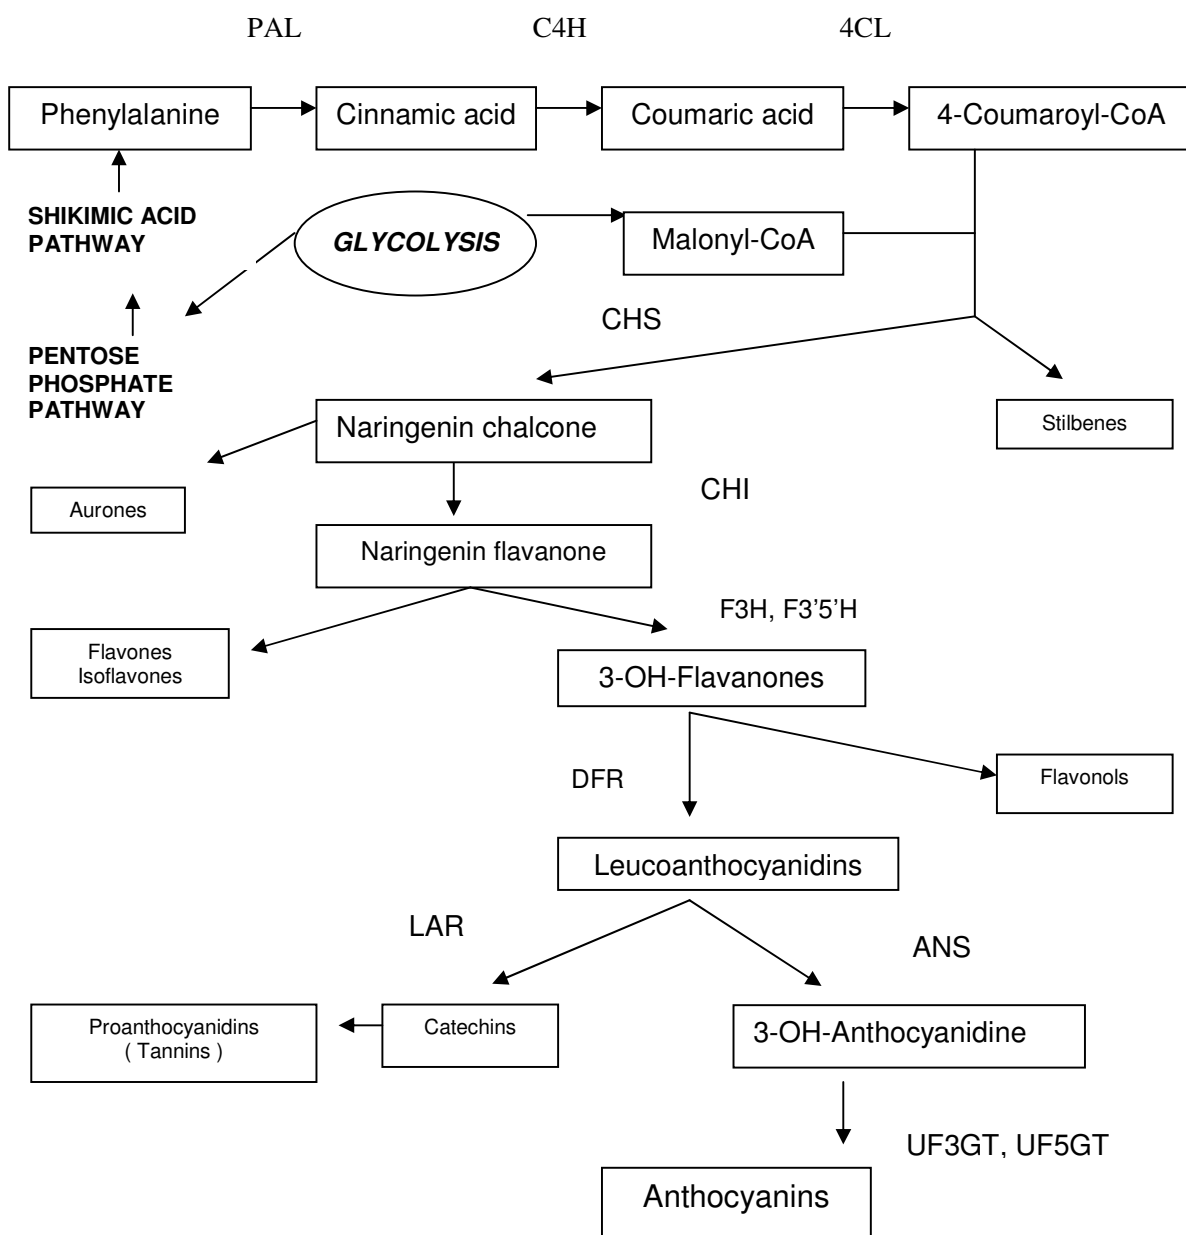 PAL C4H 4CL
Phenylalanine Cinnamic acid Coumaric acid 4-Coumaroyl-CoA
SHIKIMIC ACID
PATHWAY
GLYCOLYSIS
Malonyl-CoA
CHS
PENTOSE
PHOSPHATE
PATHWAY
Naringenin chalcone
Stilbenes
CHI
Aurones
Naringenin flavanone
F3H, F3'5'H
Flavones
Isoflavones
3-OH-Flavanones
DFR
Flavonols
Leucoanthocyanidins
LAR
ANS
Proanthocyanidins
( Tannins )
Catechins
3-OH-Anthocyanidine
UF3GT, UF5GT
Anthocyanins